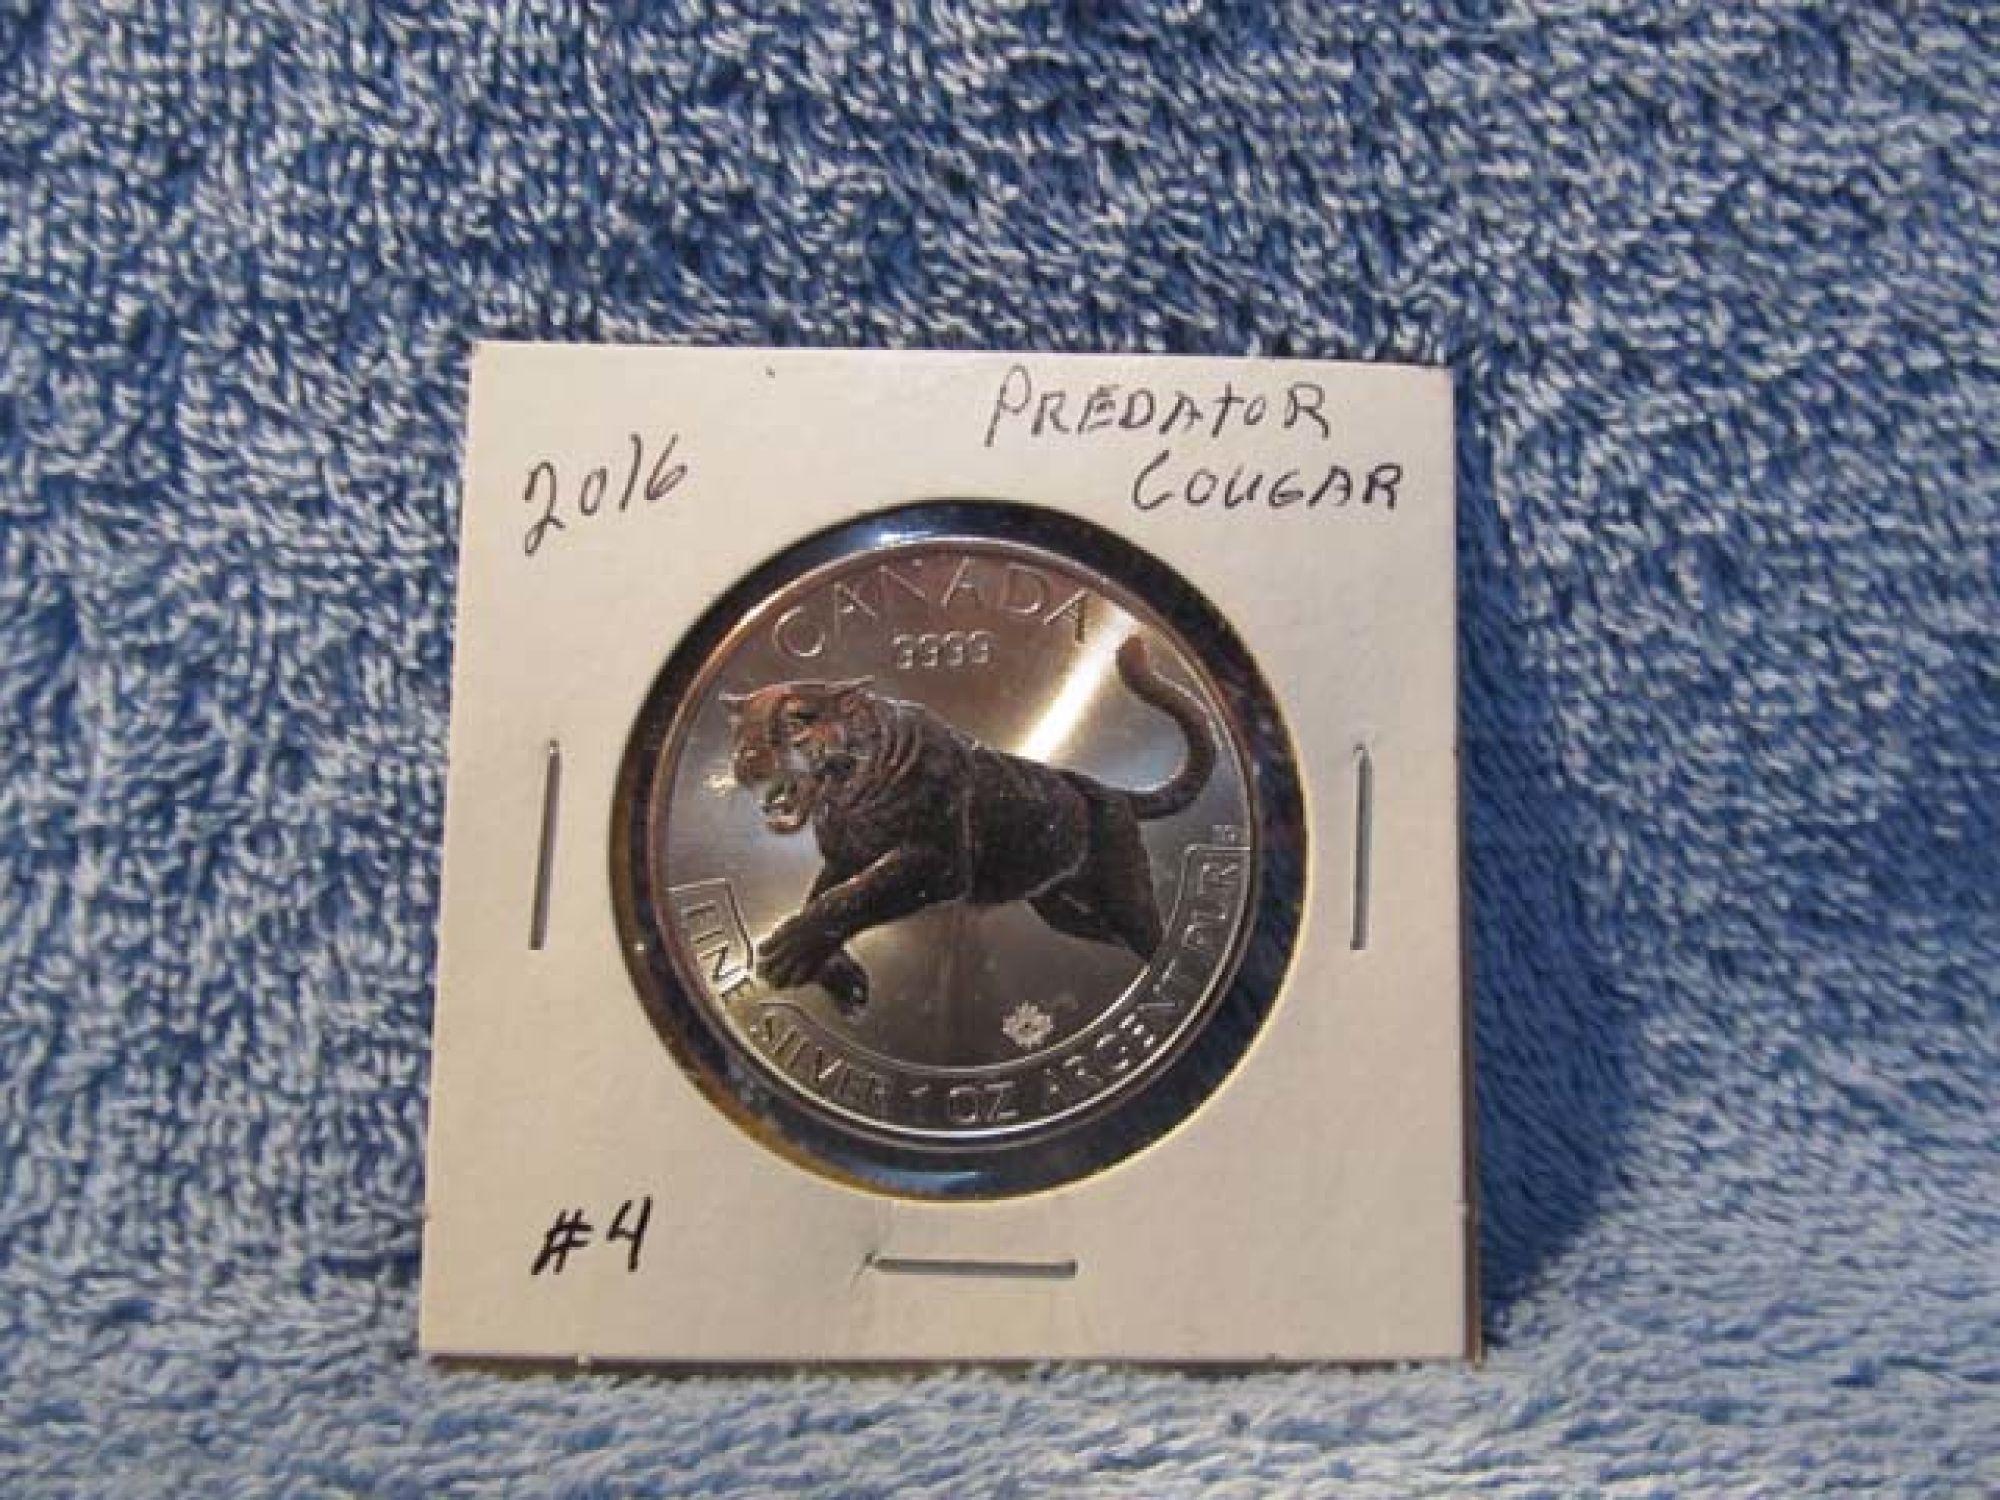 2016
PREDATOR
COUGAR
CANADA
9999
FINE SILVER 1 OZ ARGENT PUR
#4